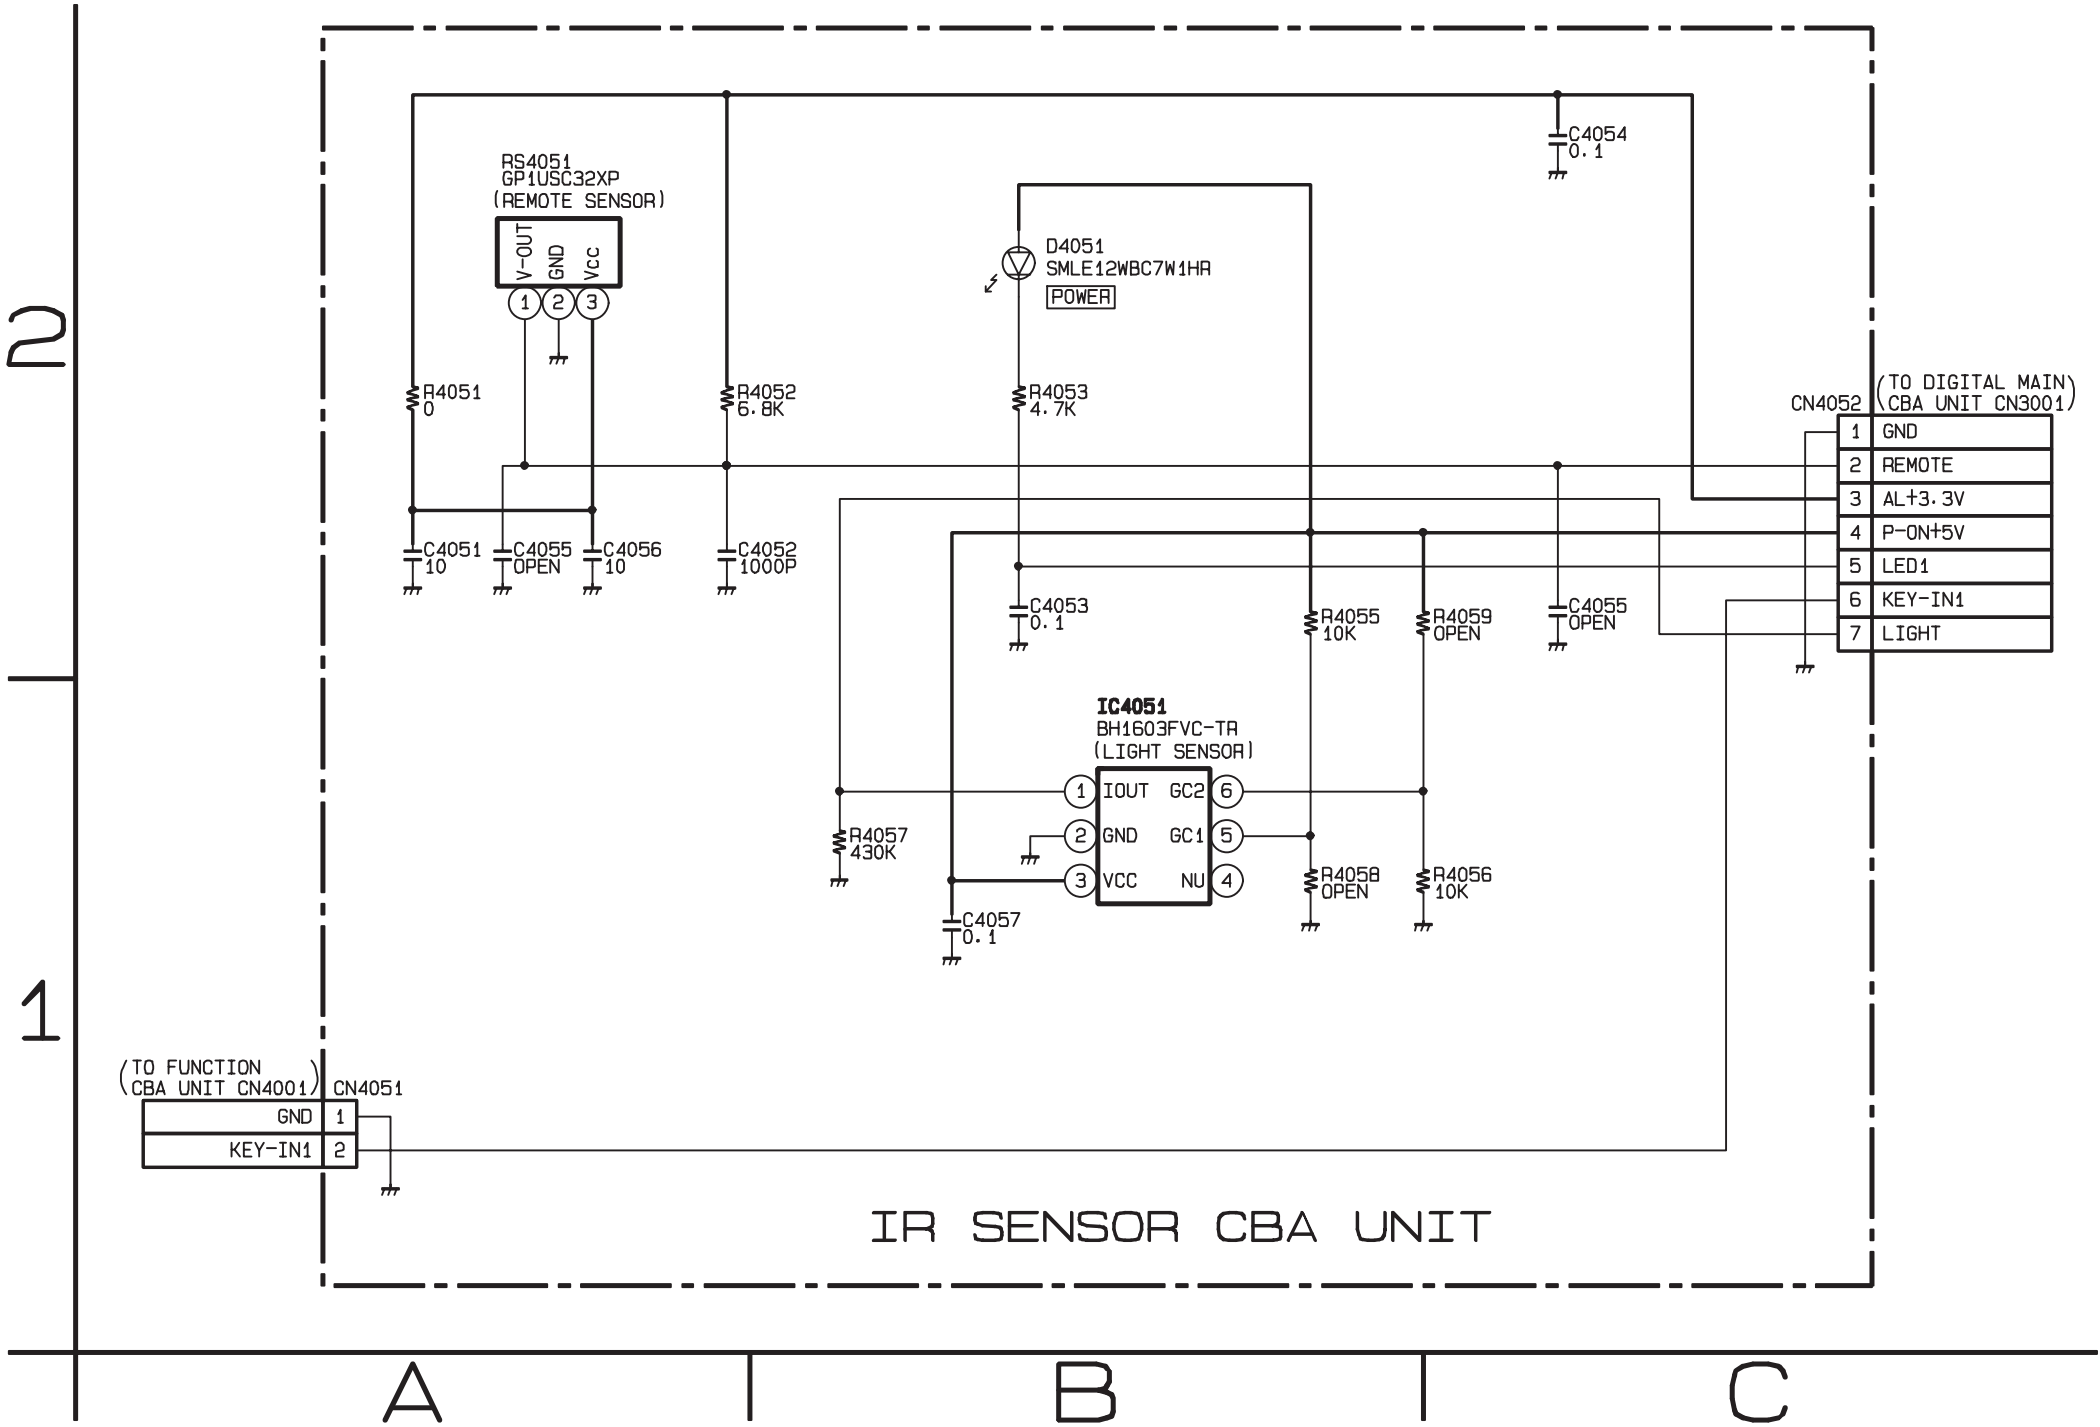 C4054
0.1
RS4051
GP1USC32XP
(REMOTE SENSOR)
V-OUT
GND
Vcc
1 2 3
D4051
SMLE12WBC7W1HR
POWER
2
R4051
0
R4052
6.8K
R4053
4.7K
(TO DIGITAL MAIN
CBA UNIT CN3001)
CN4052
1 GND
2 REMOTE
3 AL+3.3V
4 P-ON+5V
5 LED1
6 KEY-IN1
7 LIGHT
C4051
10
C4055
OPEN
C4056
10
C4052
1000P
C4053
0.1
R4055
10K
R4059
OPEN
C4055
OPEN
IC4051
BH1603FVC-TR
(LIGHT SENSOR)
1 IOUT GC2 6
2 GND GC1 5
3 VCC NU 4
R4057
430K
R4058
OPEN
R4056
10K
C4057
0.1
1
(TO FUNCTION
CBA UNIT CN4001)
CN4051
GND 1
KEY-IN1 2
IR SENSOR CBA UNIT
A B C